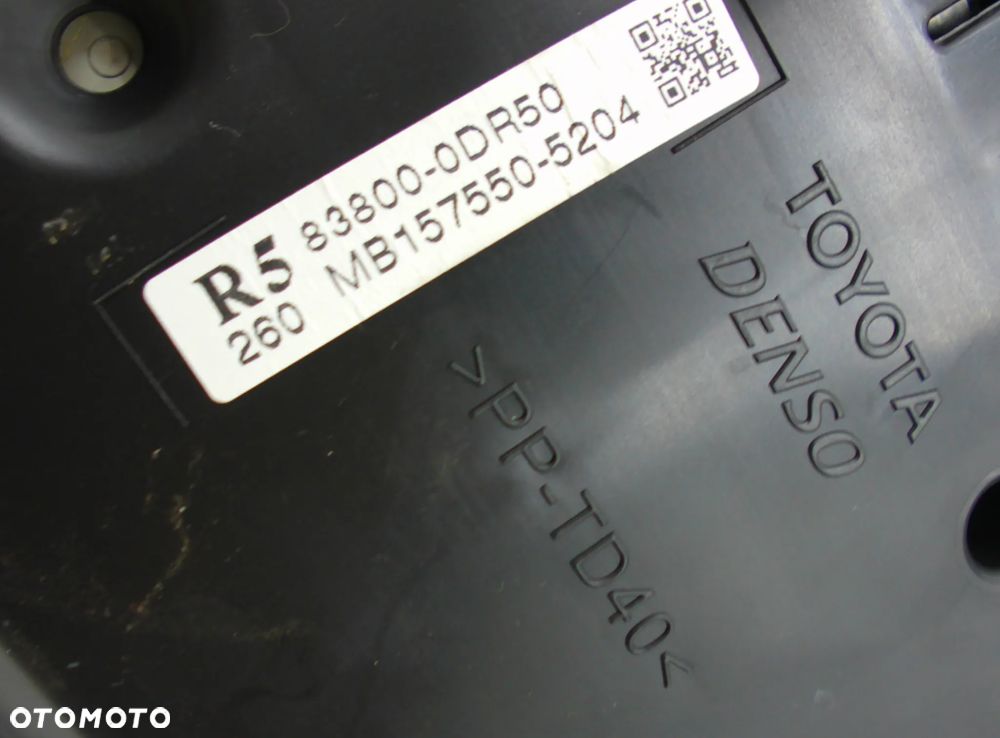 R5 83800-0DR50
260 MB157550-5204
TOYOTA
DENSO
>PP-TD40<
OTOMOTO